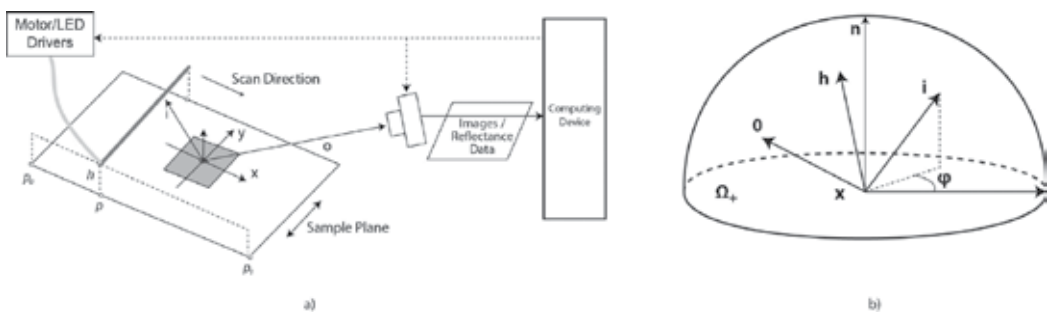 Motor/LED
Drivers
Scan Direction
i
y
x
o
Images /
Reflectance
Data
Computing
Device
p₀
h
p
p₁
Sample Plane
a)
n
h
i
0
φ
Ω₊
x
b)